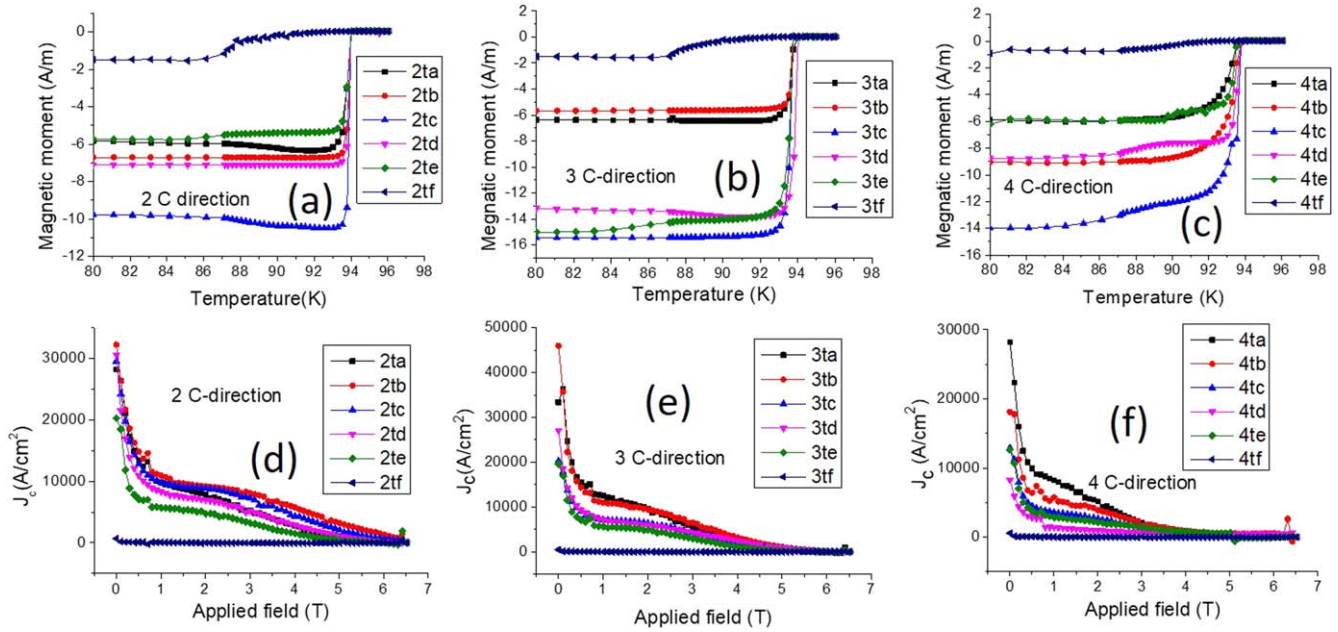 0
-2
-4
-6
-8
-10
-12
80 82 84 86 88 90 92 94 96 98
Magnetic moment (A/m)
Temperature(K)
2ta
2tb
2tc
2td
2te
2tf
2 C direction
(a)
2
0
-2
-4
-6
-8
-10
-12
-14
-16
80 82 84 86 88 90 92 94 96 98
Megnatic moment (A/m)
Temperature (K)
3ta
3tb
3tc
3td
3te
3tf
3 C-direction
(b)
2
0
-2
-4
-6
-8
-10
-12
-14
-16
80 82 84 86 88 90 92 94 96 98
Megnatic moment (A/m)
Temperature (K)
4ta
4tb
4tc
4td
4te
4tf
4 C-direction
(c)
30000
20000
10000
0
0 1 2 3 4 5 6 7
Jc(A/cm2)
Applied field (T)
2ta
2tb
2tc
2td
2te
2tf
2 C-direction
(d)
50000
40000
30000
20000
10000
0
0 1 2 3 4 5 6 7
Jc(A/cm2)
Applied field (T)
3ta
3tb
3tc
3td
3te
3tf
(e)
3 C-direction
30000
20000
10000
0
0 1 2 3 4 5 6 7
Jc (A/cm2)
Applied field (T)
4ta
4tb
4tc
4td
4te
4tf
(f)
4 C-direction